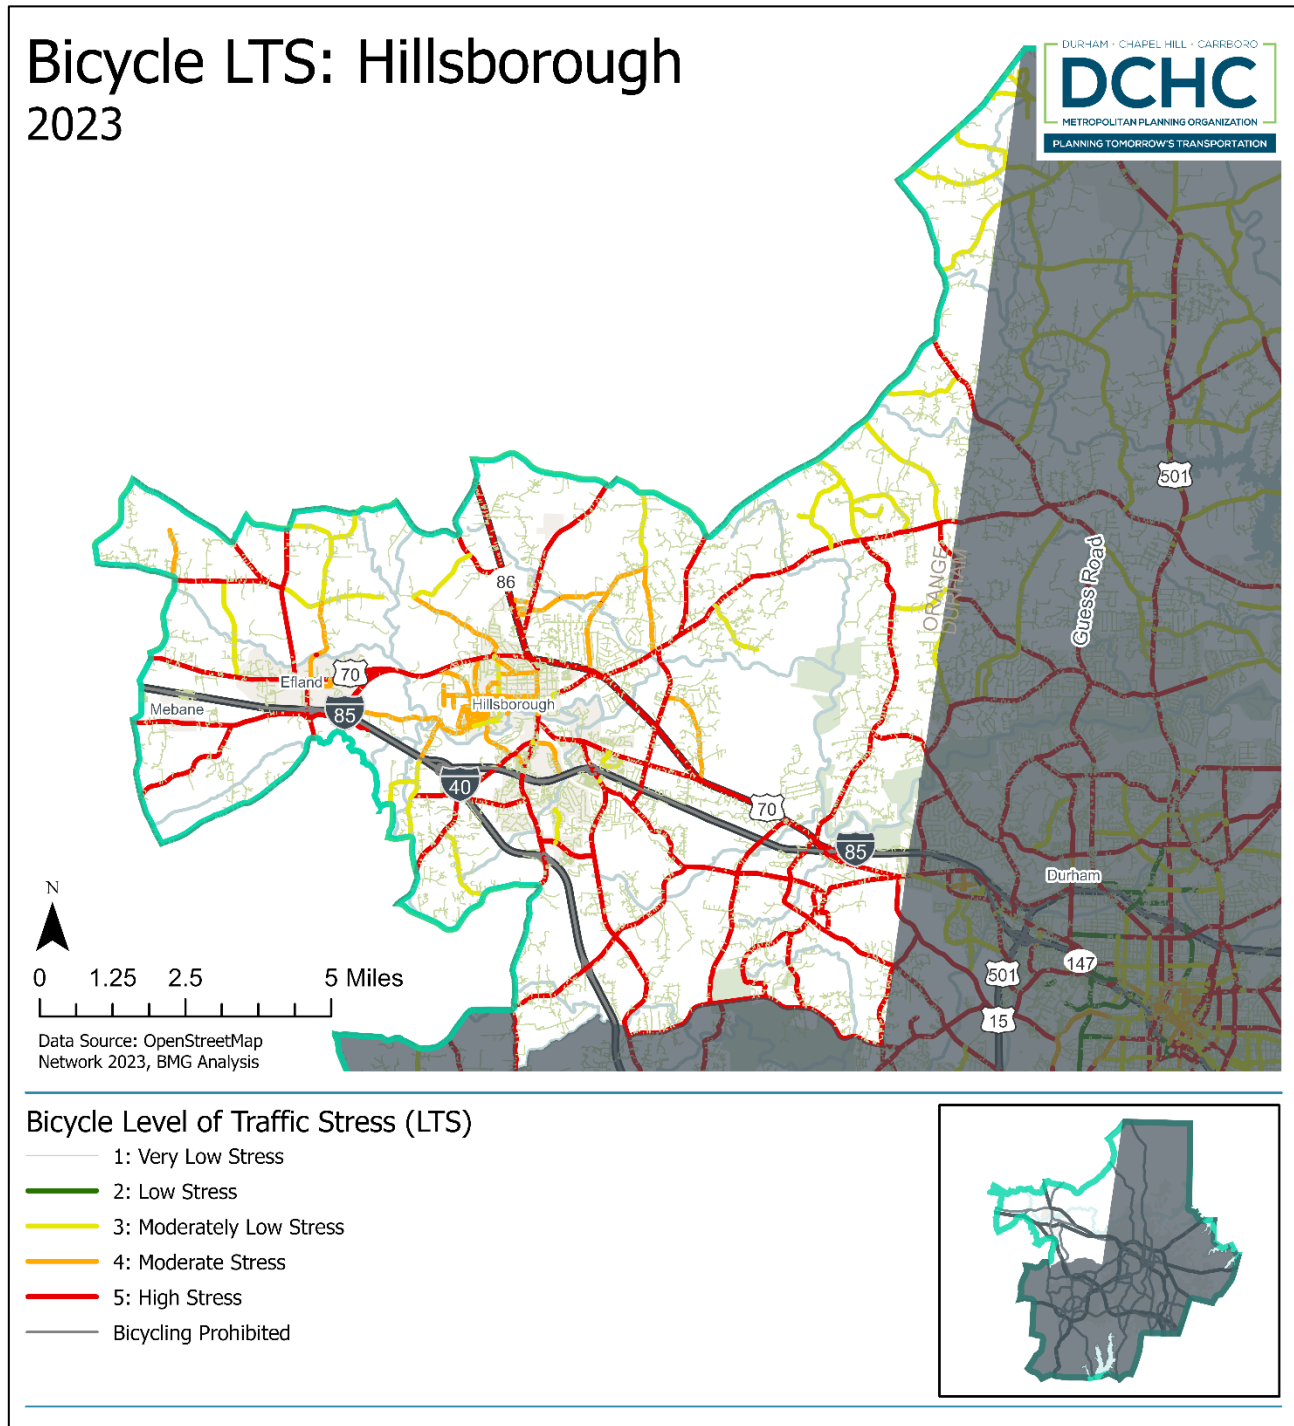 Bicycle LTS: Hillsborough
2023
DURHAM · CHAPEL HILL · CARRBORO
DCHC
METROPOLITAN PLANNING ORGANIZATION
PLANNING TOMORROW'S TRANSPORTATION
501
86
ORANGE
DURHAM
Guess Road
Efland
70
Mebane
85
Hillsborough
40
70
85
Durham
147
501
15
N
0 1.25 2.5 5 Miles
Data Source: OpenStreetMap
Network 2023, BMG Analysis
Bicycle Level of Traffic Stress (LTS)
1: Very Low Stress
2: Low Stress
3: Moderately Low Stress
4: Moderate Stress
5: High Stress
Bicycling Prohibited